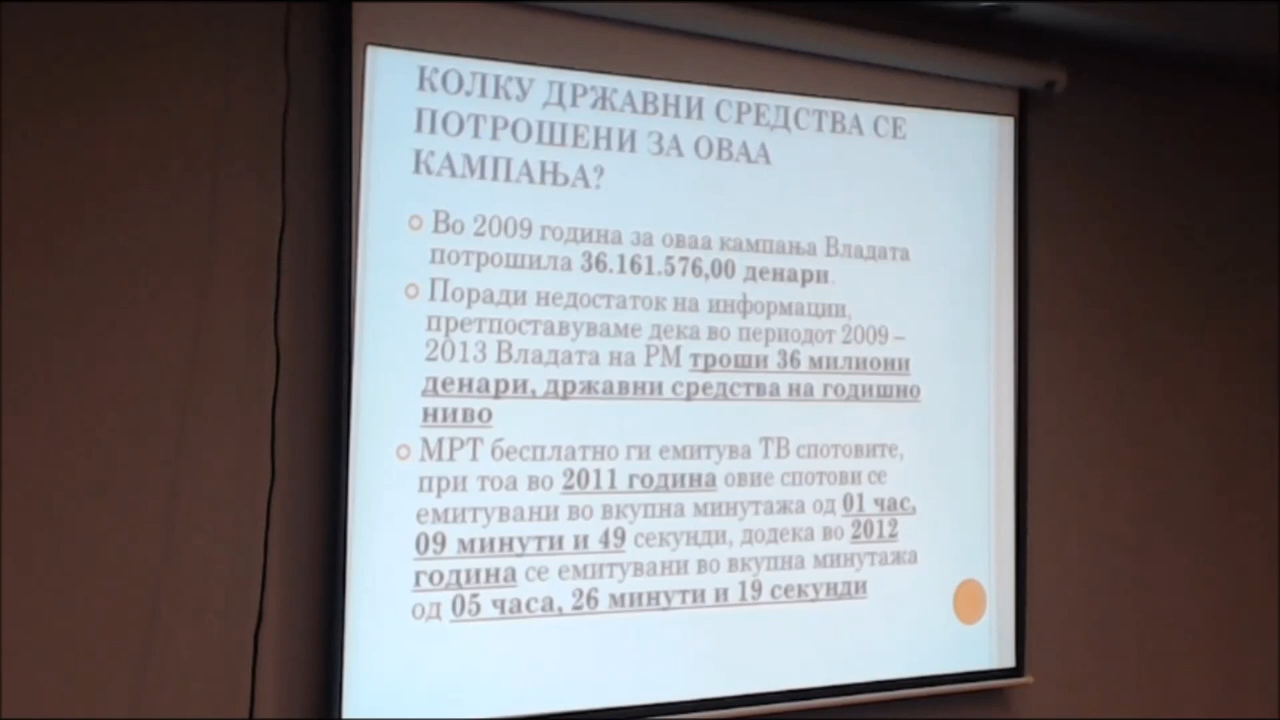 КОЛКУ ДРЖАВНИ СРЕДСТВА СЕ
ПОТРОШЕНИ ЗА ОВАА
КАМПАЊА?
Во 2009 година за оваа кампања Владата
потрошила 36.161.576,00 денари.
Поради недостаток на информации,
претпоставуваме дека во периодот 2009 –
2013 Владата на РМ троши 36 милиони
денари, државни средства на годишно
ниво
МРТ бесплатно ги емитува ТВ спотовите,
при тоа во 2011 година овие спотови се
емитувани во вкупна минутажа од 01 час,
09 минути и 49 секунди, додека во 2012
година се емитувани во вкупна минутажа
од 05 часа, 26 минути и 19 секунди